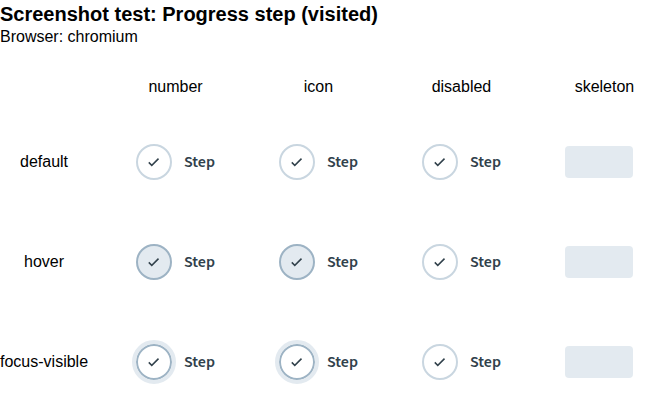 Screenshot test: Progress step (visited)
Browser: chromium
number icon disabled skeleton
default Step Step Step
hover Step Step Step
focus-visible Step Step Step